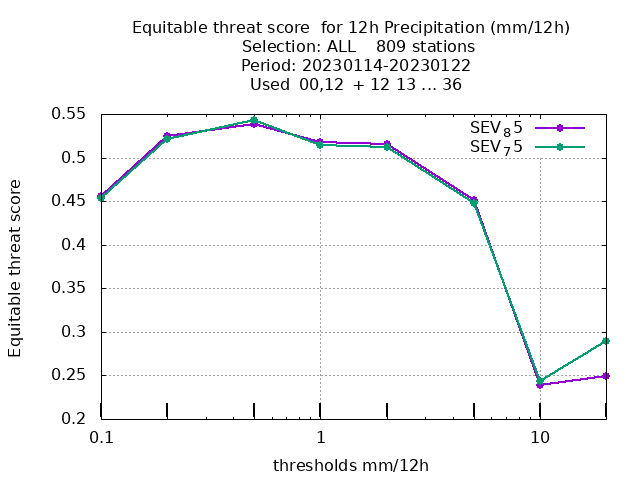 Equitable threat score  for 12h Precipitation (mm/12h)
Selection: ALL    809 stations
Period: 20230114-20230122
Used  00,12  + 12 13 ... 36
0.55
0.5
0.45
0.4
0.35
0.3
0.25
0.2
Equitable threat score
SEV₈5
SEV₇5
0.1
1
10
thresholds mm/12h